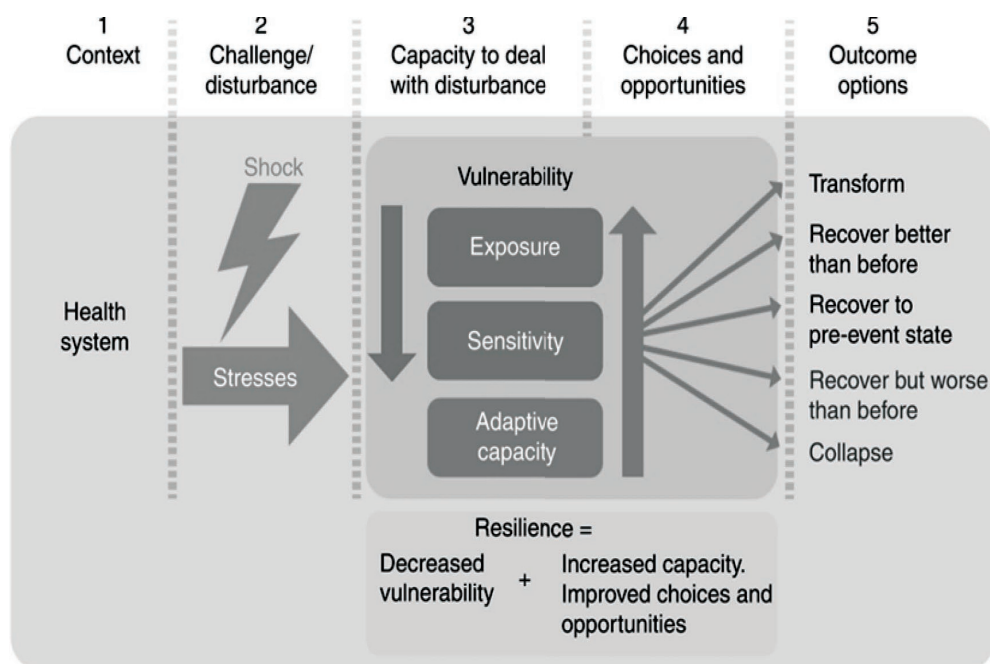 1
Context
2
Challenge/
disturbance
3
Capacity to deal
with disturbance
4
Choices and
opportunities
5
Outcome
options
Health
system
Shock
Stresses
Vulnerability
Exposure
Sensitivity
Adaptive
capacity
Transform
Recover better
than before
Recover to
pre-event state
Recover but worse
than before
Collapse
Resilience =
Decreased
vulnerability
+
Increased capacity.
Improved choices and
opportunities